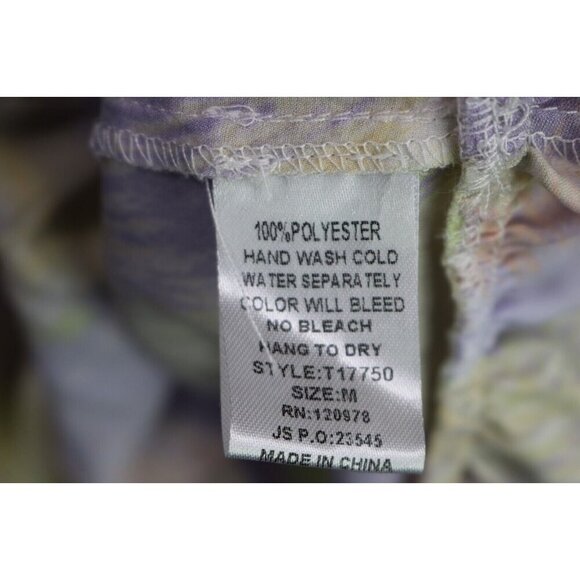 100%POLYESTER
HAND WASH COLD
WATER SEPARATELY
COLOR WILL BLEED
NO BLEACH
HANG TO DRY
STYLE:T17750
SIZE:M
RN:120978
JS P.O:23545
MADE IN CHINA